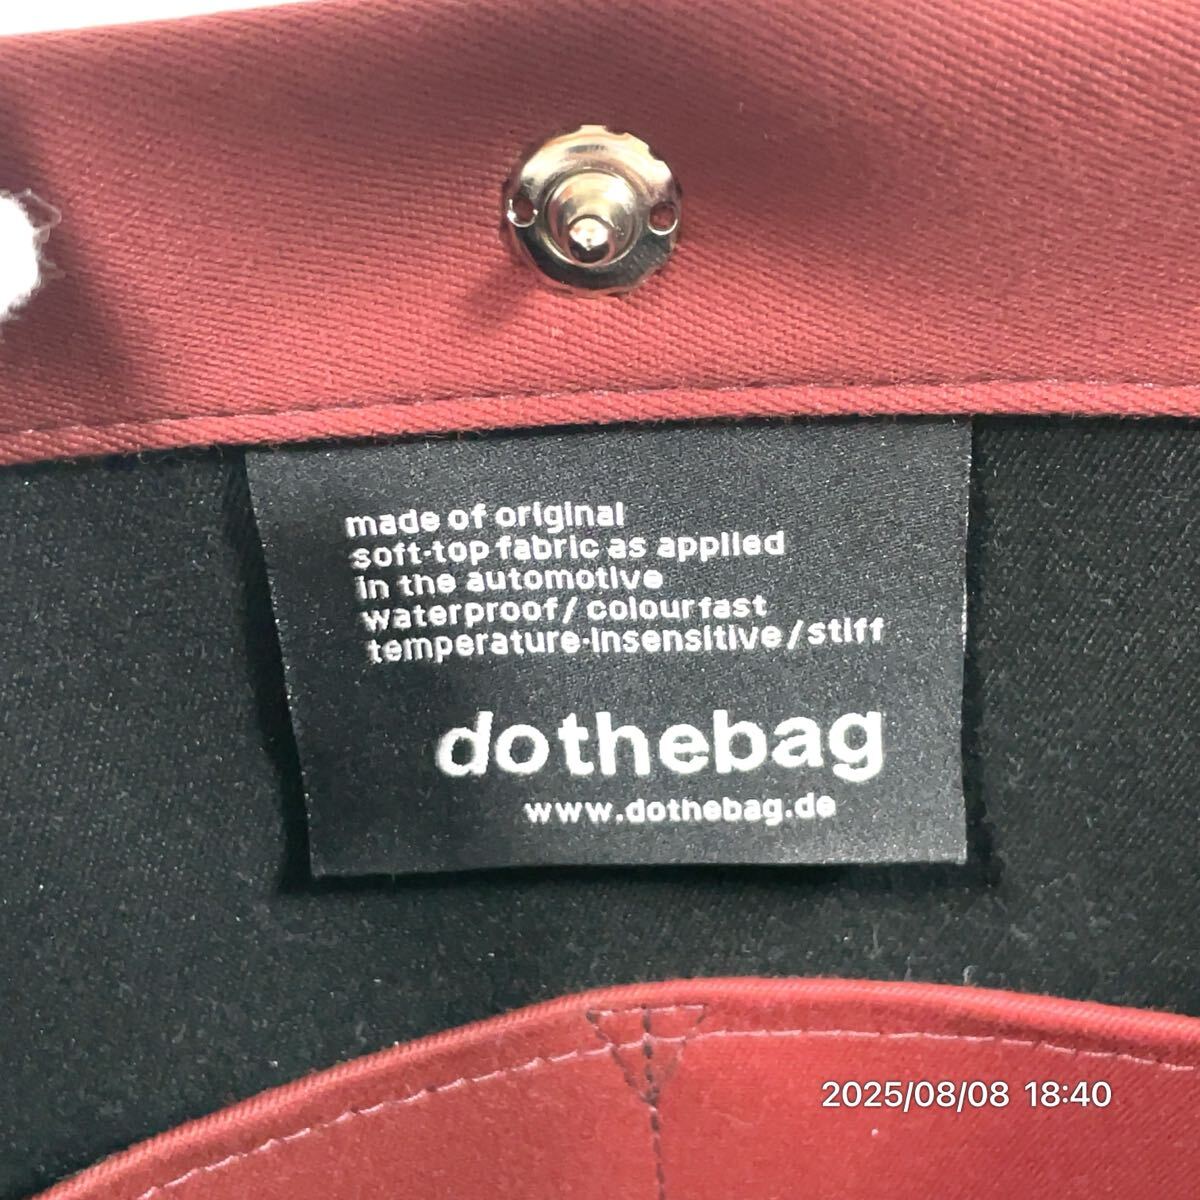 made of original
soft-top fabric as applied
in the automotive
waterproof / colourfast
temperature-insensitive / stiff
dothebag
www.dothebag.de
2025/08/08 18:40